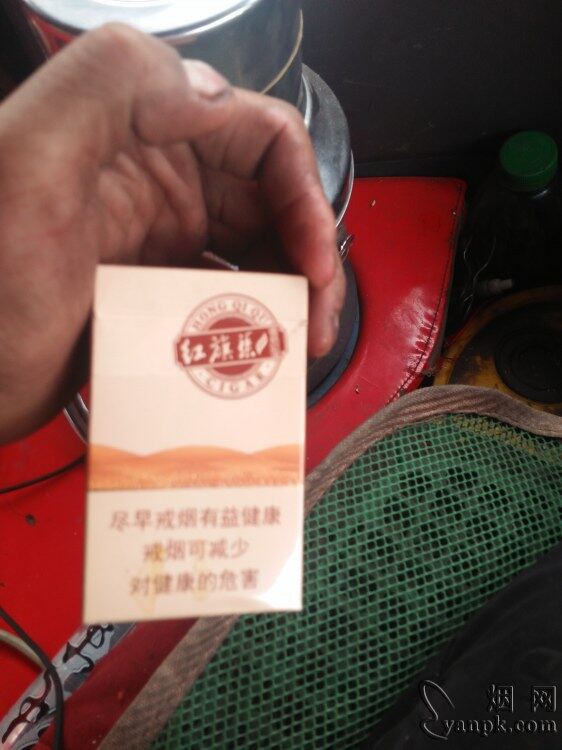 HONG QI QU
红旗渠
CIGAR
尽早戒烟有益健康
戒烟可减少
对健康的危害
烟网
yanpk.com